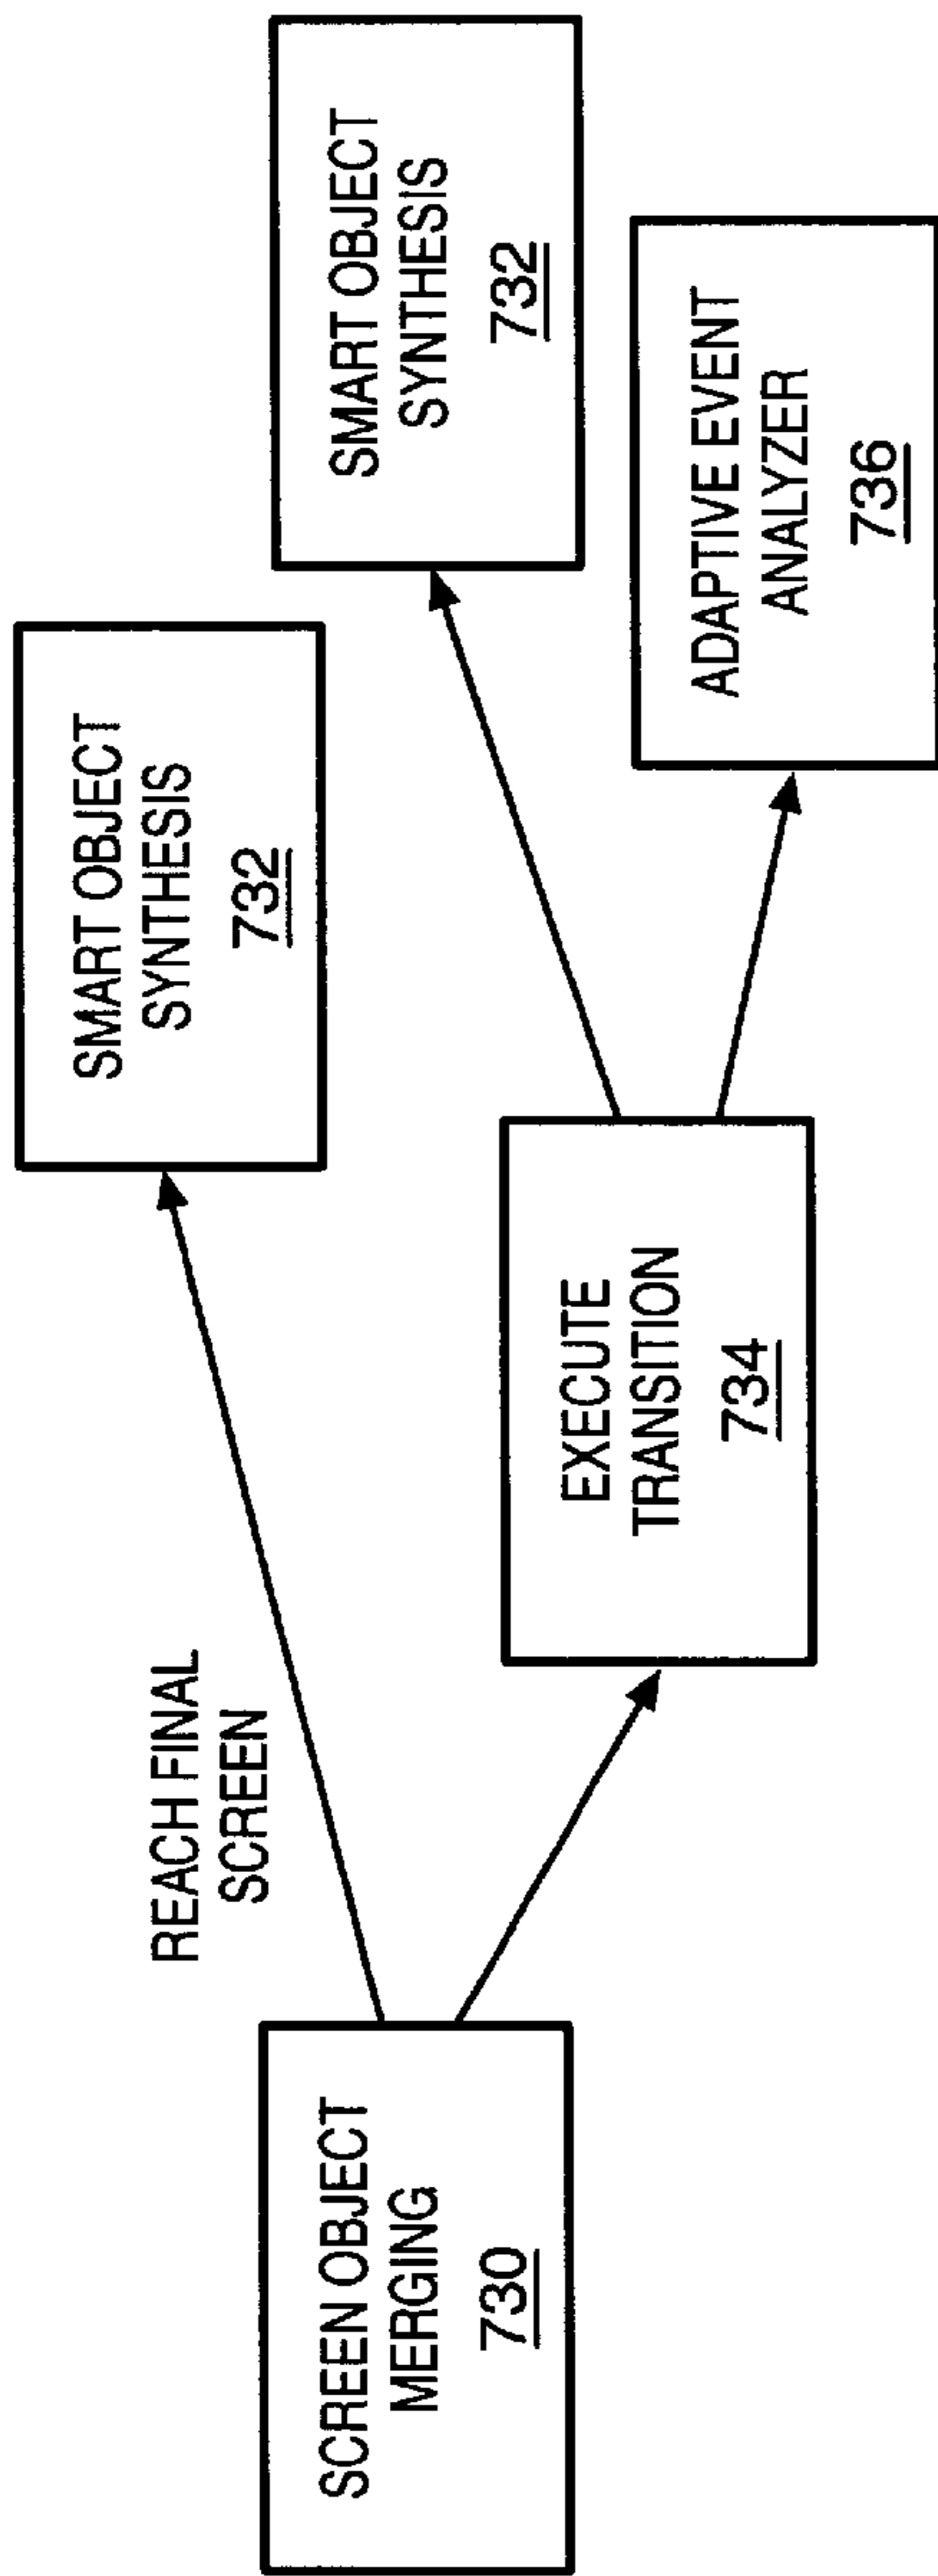 SCREEN OBJECT
MERGING
730
REACH FINAL
SCREEN
SMART OBJECT
SYNTHESIS
732
EXECUTE
TRANSITION
734
SMART OBJECT
SYNTHESIS
732
ADAPTIVE EVENT
ANALYZER
736